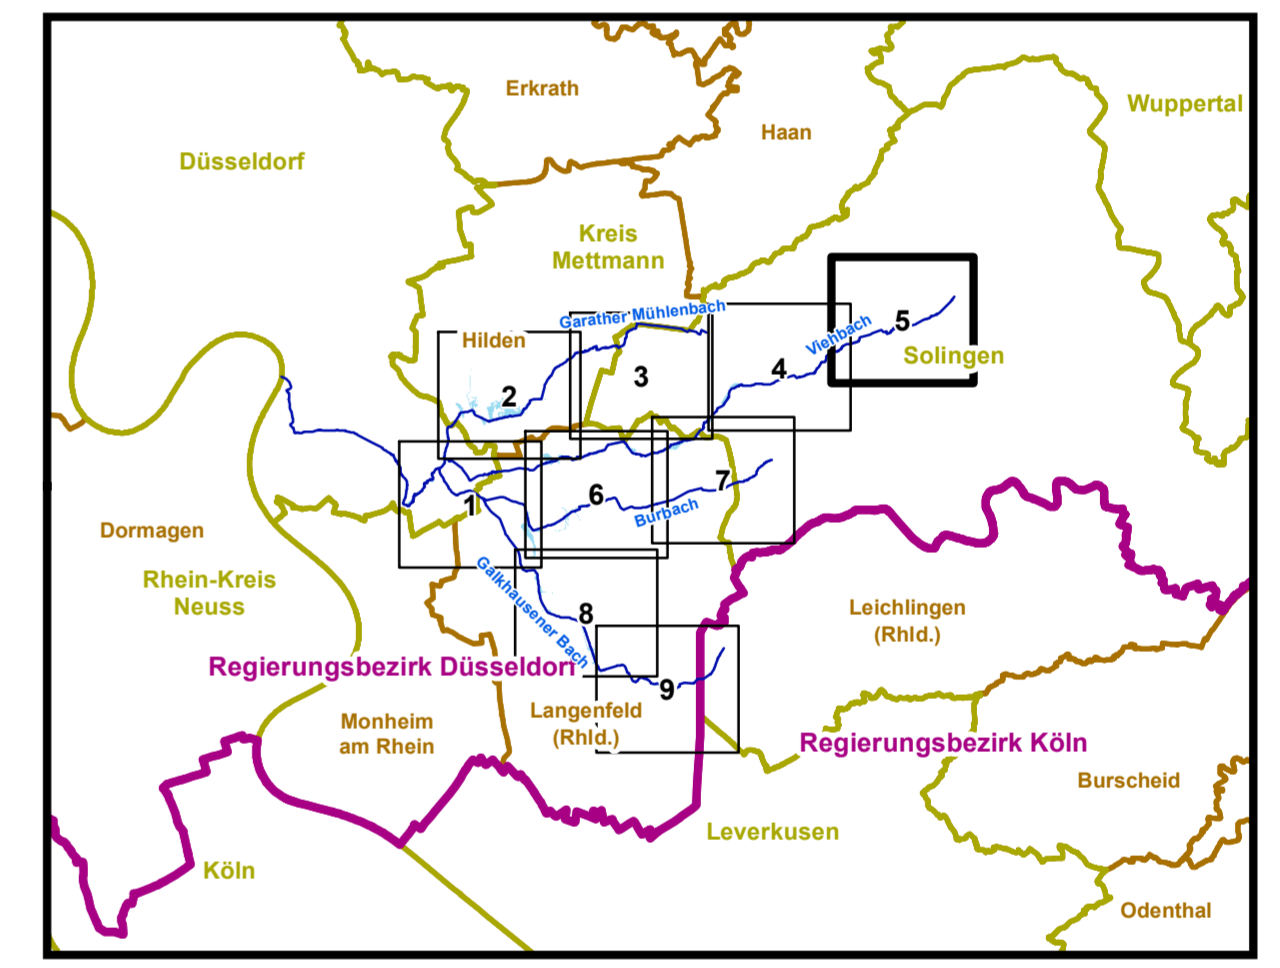 Erkrath
Wuppertal
Haan
Düsseldorf
Kreis
Mettmann
Garather Mühlenbach
Hilden
Viehbach
5
Solingen
3
4
2
7
6
1
Burbach
Dormagen
Rhein-Kreis
Neuss
Galkhausener Bach
8
Leichlingen
(Rhld.)
Regierungsbezirk Düsseldorf
9
Langenfeld
(Rhld.)
Monheim
am Rhein
Regierungsbezirk Köln
Burscheid
Leverkusen
Köln
Odenthal